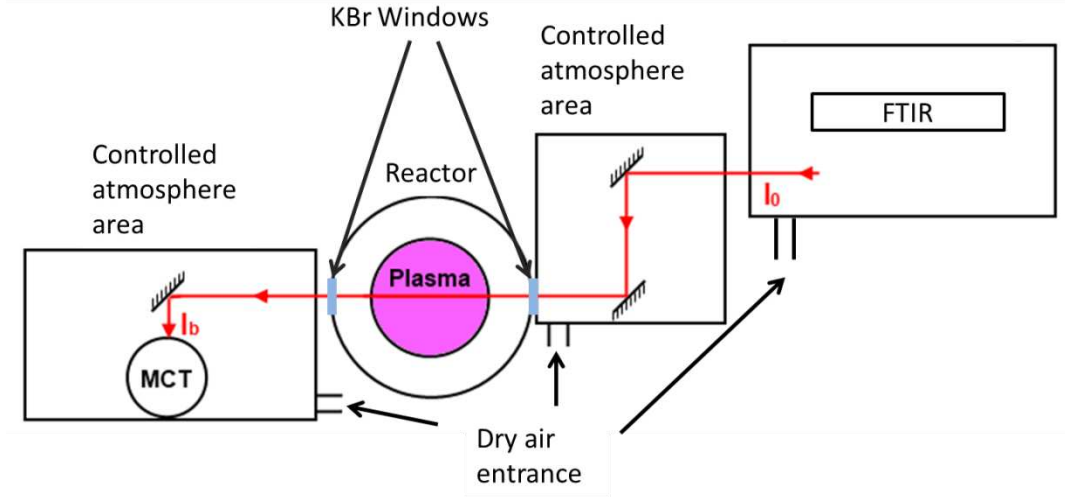 KBr Windows
Controlled
atmosphere
area
FTIR
Controlled
atmosphere
area
Reactor
I0
Plasma
Ib
MCT
Dry air
entrance